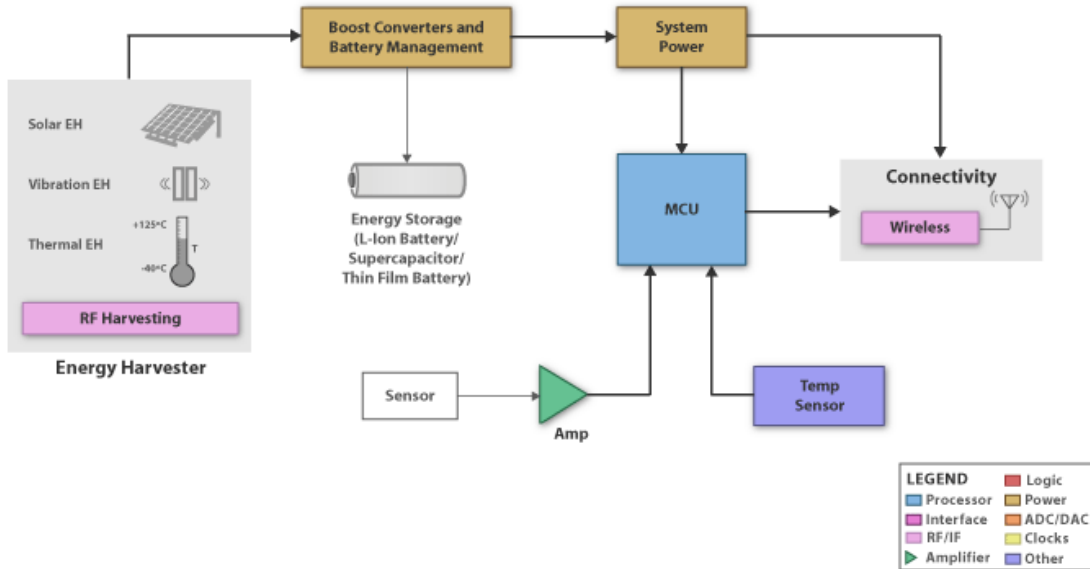 Boost Converters and
Battery Management
System
Power
Solar EH
Vibration EH
+125°C
Thermal EH
T
-40°C
RF Harvesting
Energy Harvester
Energy Storage
(L-Ion Battery/
Supercapacitor/
Thin Film Battery)
MCU
Connectivity
Wireless
Sensor
Amp
Temp
Sensor
LEGEND
Processor
Interface
RF/IF
Amplifier
Logic
Power
ADC/DAC
Clocks
Other